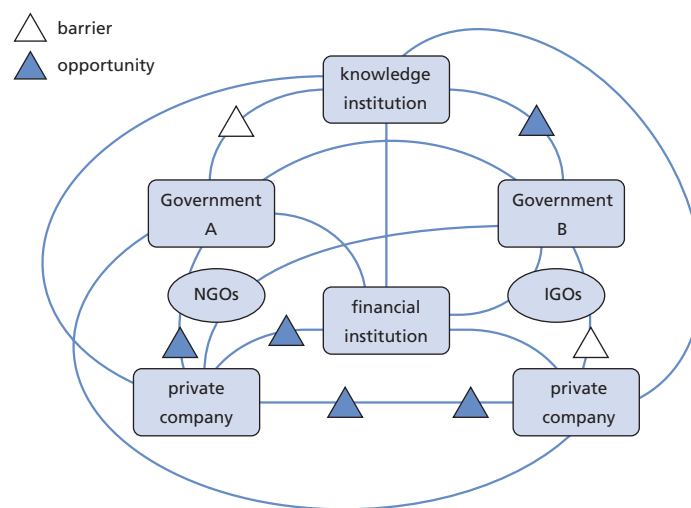 barrier
opportunity
knowledge
institution
Government
A
Government
B
NGOs
financial
institution
IGOs
private
company
private
company